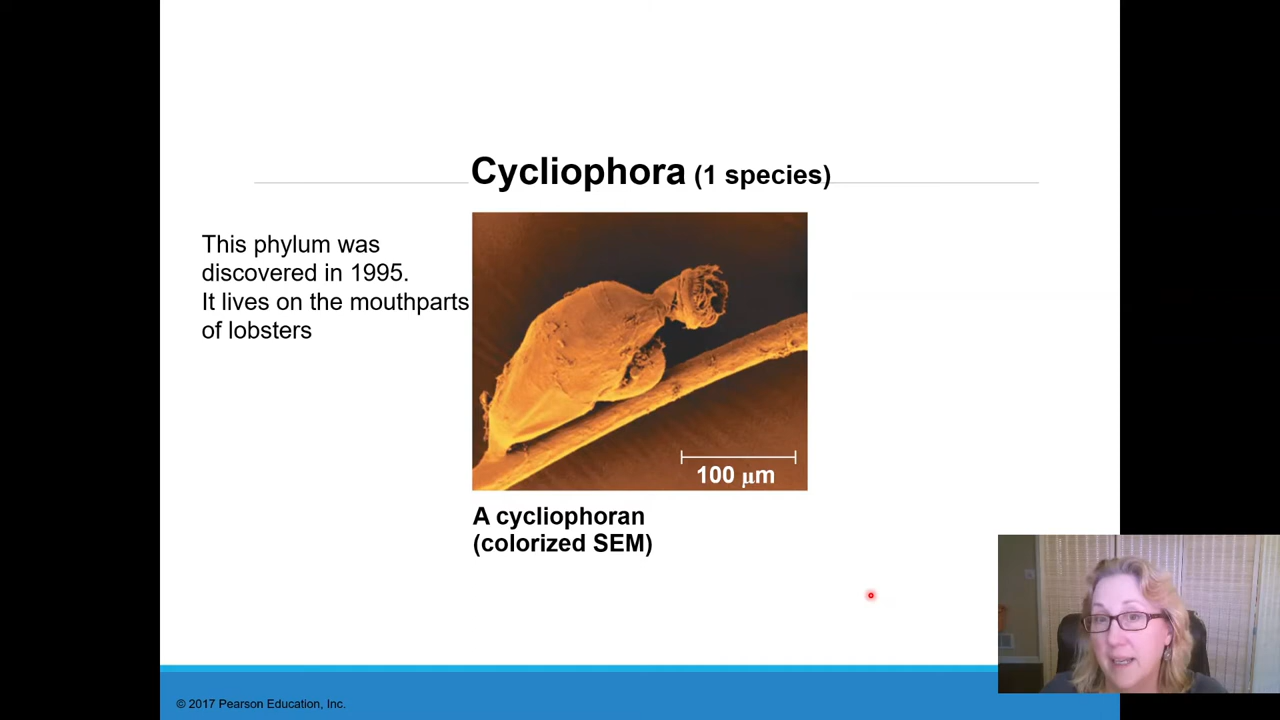 Cycliophora (1 species)
This phylum was
discovered in 1995.
It lives on the mouthparts
of lobsters
100 μm
A cycliophoran
(colorized SEM)
© 2017 Pearson Education, Inc.